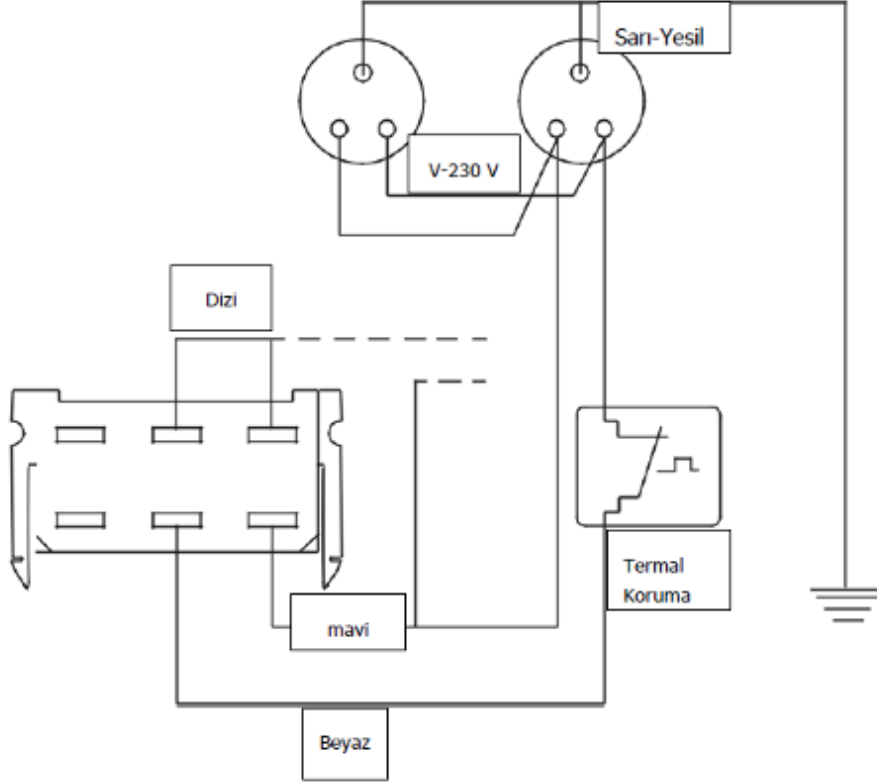 Sarı-Yesil
V-230 V
Dizi
Termal
Koruma
mavi
Beyaz